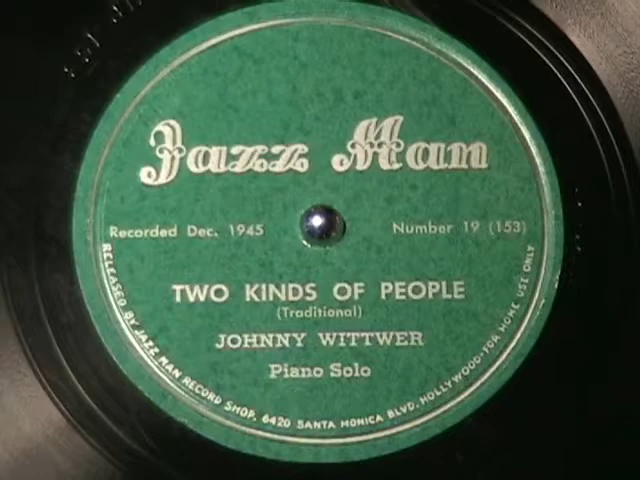 Jazz Man
Recorded Dec. 1945
Number 19 (153)
TWO KINDS OF PEOPLE
(Traditional)
JOHNNY WITTWER
Piano Solo
RELEASED BY JAZZ MAN RECORD SHOP, 6420 SANTA MONICA BLVD. HOLLYWOOD - FOR HOME USE ONLY